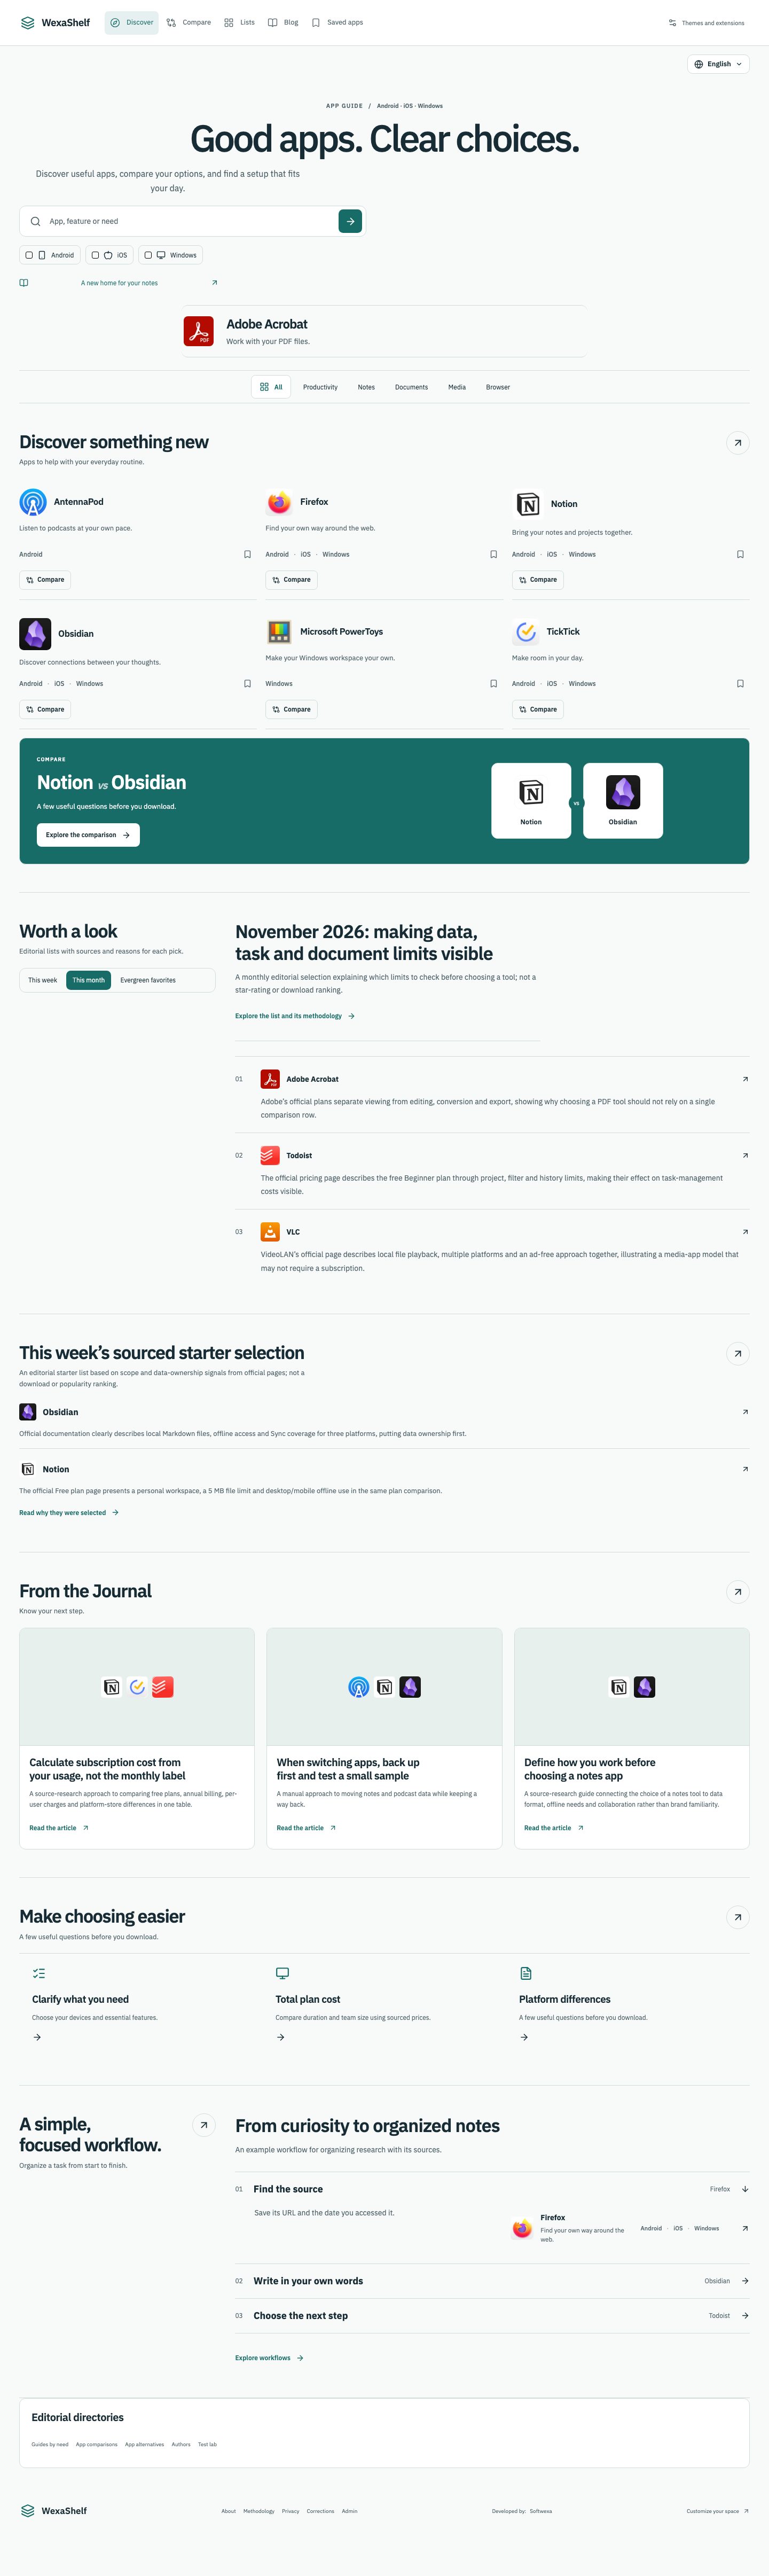 WexaShelf
Discover
Compare
Lists
Blog
Saved apps
Themes and extensions
English
APP GUIDE / Android · iOS · Windows
Good apps. Clear choices.
Discover useful apps, compare your options, and find a setup that fits
your day.
App, feature or need
Android
iOS
Windows
A new home for your notes
PDF
Adobe Acrobat
Work with your PDF files.
All
Productivity
Notes
Documents
Media
Browser
Discover something new
Apps to help with your everyday routine.
AntennaPod
Listen to podcasts at your own pace.
Android
Compare
Firefox
Find your own way around the web.
Android · iOS · Windows
Compare
Notion
Bring your notes and projects together.
Android · iOS · Windows
Compare
Obsidian
Discover connections between your thoughts.
Android · iOS · Windows
Compare
Microsoft PowerToys
Make your Windows workspace your own.
Windows
Compare
TickTick
Make room in your day.
Android · iOS · Windows
Compare
COMPARE
Notion vs Obsidian
A few useful questions before you download.
Explore the comparison
Notion
vs
Obsidian
Worth a look
Editorial lists with sources and reasons for each pick.
This week
This month
Evergreen favorites
November 2026: making data,
task and document limits visible
A monthly editorial selection explaining which limits to check before choosing a tool; not a
star-rating or download ranking.
Explore the list and its methodology
01
Adobe Acrobat
Adobe’s official plans separate viewing from editing, conversion and export, showing why choosing a PDF tool should not rely on a single
comparison row.
02
Todoist
The official pricing page describes the free Beginner plan through project, filter and history limits, making their effect on task-management
costs visible.
03
VLC
VideoLAN’s official page describes local file playback, multiple platforms and an ad-free approach together, illustrating a media-app model that
may not require a subscription.
This week’s sourced starter selection
An editorial starter list based on scope and data-ownership signals from official pages; not a
download or popularity ranking.
Obsidian
Official documentation clearly describes local Markdown files, offline access and Sync coverage for three platforms, putting data ownership first.
Notion
The official Free plan page presents a personal workspace, a 5 MB file limit and desktop/mobile offline use in the same plan comparison.
Read why they were selected
From the Journal
Know your next step.
Calculate subscription cost from
your usage, not the monthly label
A source-research approach to comparing free plans, annual billing, per-
user charges and platform-store differences in one table.
Read the article
When switching apps, back up
first and test a small sample
A manual approach to moving notes and podcast data while keeping a
way back.
Read the article
Define how you work before
choosing a notes app
A source-research guide connecting the choice of a notes tool to data
format, offline needs and collaboration rather than brand familiarity.
Read the article
Make choosing easier
A few useful questions before you download.
Clarify what you need
Choose your devices and essential features.
Total plan cost
Compare duration and team size using sourced prices.
Platform differences
A few useful questions before you download.
A simple,
focused workflow.
Organize a task from start to finish.
From curiosity to organized notes
An example workflow for organizing research with its sources.
01
Find the source
Firefox
Save its URL and the date you accessed it.
Firefox
Find your own way around the
web.
Android · iOS · Windows
02
Write in your own words
Obsidian
03
Choose the next step
Todoist
Explore workflows
Editorial directories
Guides by need
App comparisons
App alternatives
Authors
Test lab
WexaShelf
About
Methodology
Privacy
Corrections
Admin
Developed by: Softwexa
Customize your space